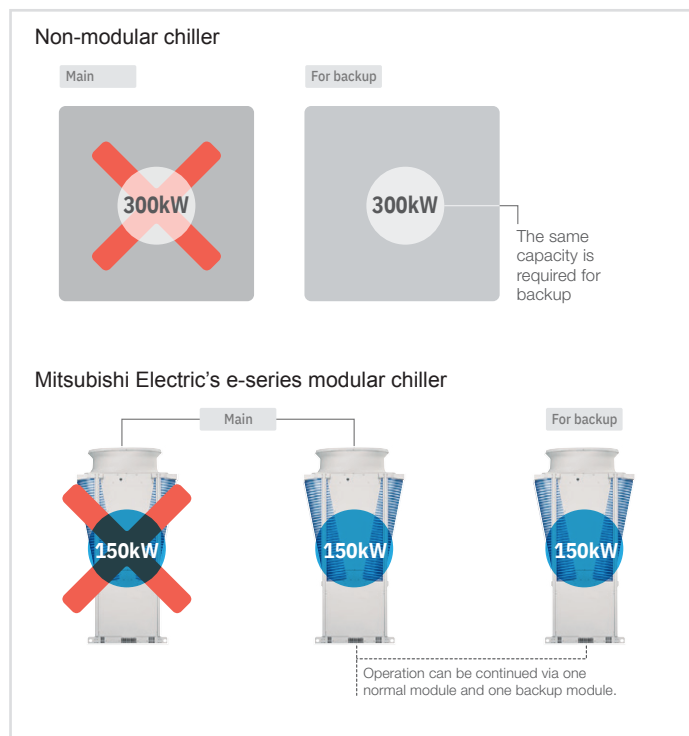 Non-modular chiller
Main
For backup
300kW
300kW
The same
capacity is
required for
backup
Mitsubishi Electric’s e-series modular chiller
Main
For backup
150kW
150kW
150kW
Operation can be continued via one
normal module and one backup module.